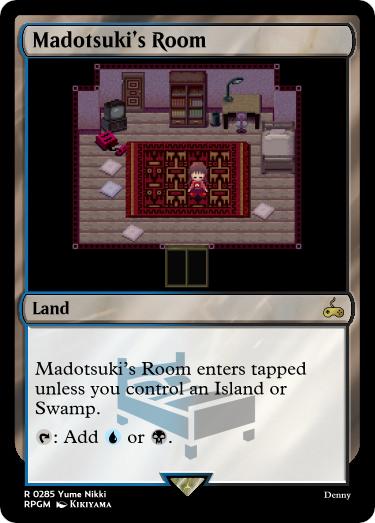 Madotsuki's Room
Land
Madotsuki's Room enters tapped
unless you control an Island or
Swamp.
: Add or .
R 0285 Yume Nikki
RPGM KIKIYAMA
Denny